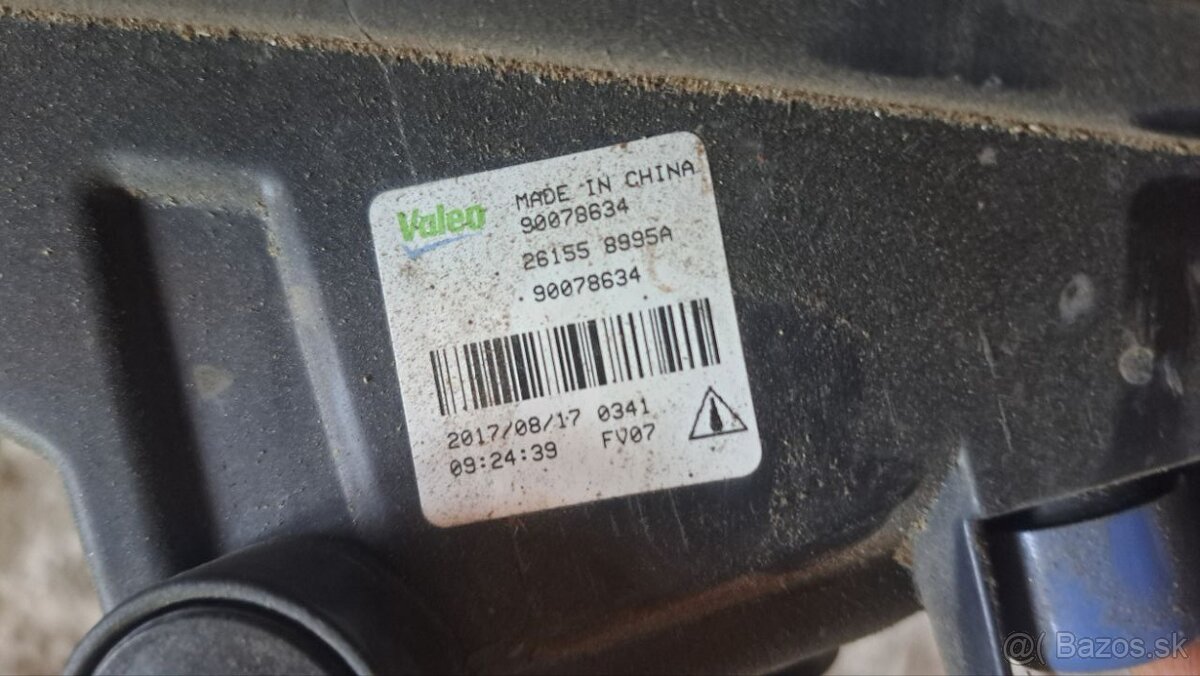 Valeo
MADE IN CHINA
90078634
26155 8995A
90078634
2017/08/17 0341
09:24:39 FV07
@( Bazos.sk